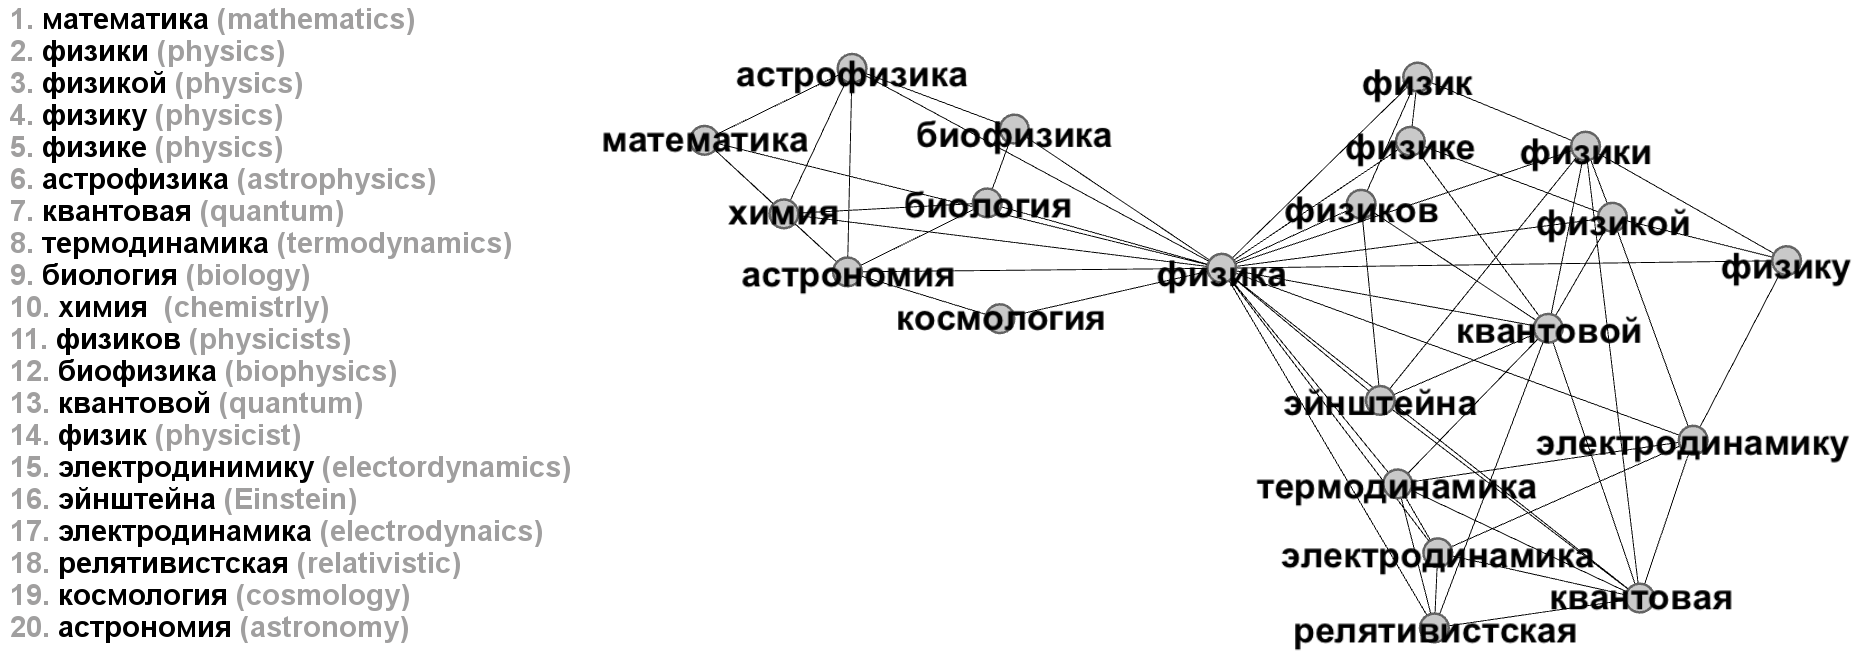 1. математика (mathematics)
2. физики (physics)
3. физикой (physics)
4. физику (physics)
5. физике (physics)
6. астрофизика (astrophysics)
7. квантовая (quantum)
8. термодинамика (termodynamics)
9. биология (biology)
10. химия (chemistrly)
11. физиков (physicists)
12. биофизика (biophysics)
13. квантовой (quantum)
14. физик (physicist)
15. электродинимику (electordynamics)
16. эйнштейна (Einstein)
17. электродинамика (electrodynaics)
18. релятивистская (relativistic)
19. космология (cosmology)
20. астрономия (astronomy)
астрофизика
математика
биофизика
химия
биология
астрономия
космология
физика
физик
физике
физики
физиков
физикой
физику
квантовой
эйнштейна
электродинамику
термодинамика
электродинамика
квантовая
релятивистская